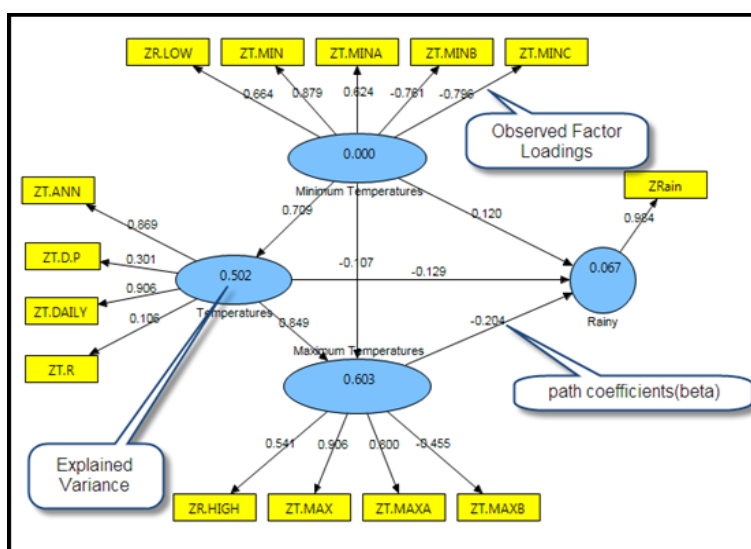 ZR.LOW ZT.MIN ZT.MINA ZT.MINB ZT.MINC
0.664 0.879 0.624 -0.761 -0.796
Observed Factor
Loadings
0.000
Minimum Temperatures
ZT.ANN
ZRain
0.869
0.709
0.120
0.984
ZT.D.P
0.301
0.502
-0.107
-0.129
0.067
ZT.DAILY
0.906
Temperatures
Rainy
0.106
0.849
-0.204
ZT.R
Maximum Temperatures
0.603
path coefficients(beta)
Explained
Variance
0.541 0.906 0.800 -0.455
ZR.HIGH ZT.MAX ZT.MAXA ZT.MAXB